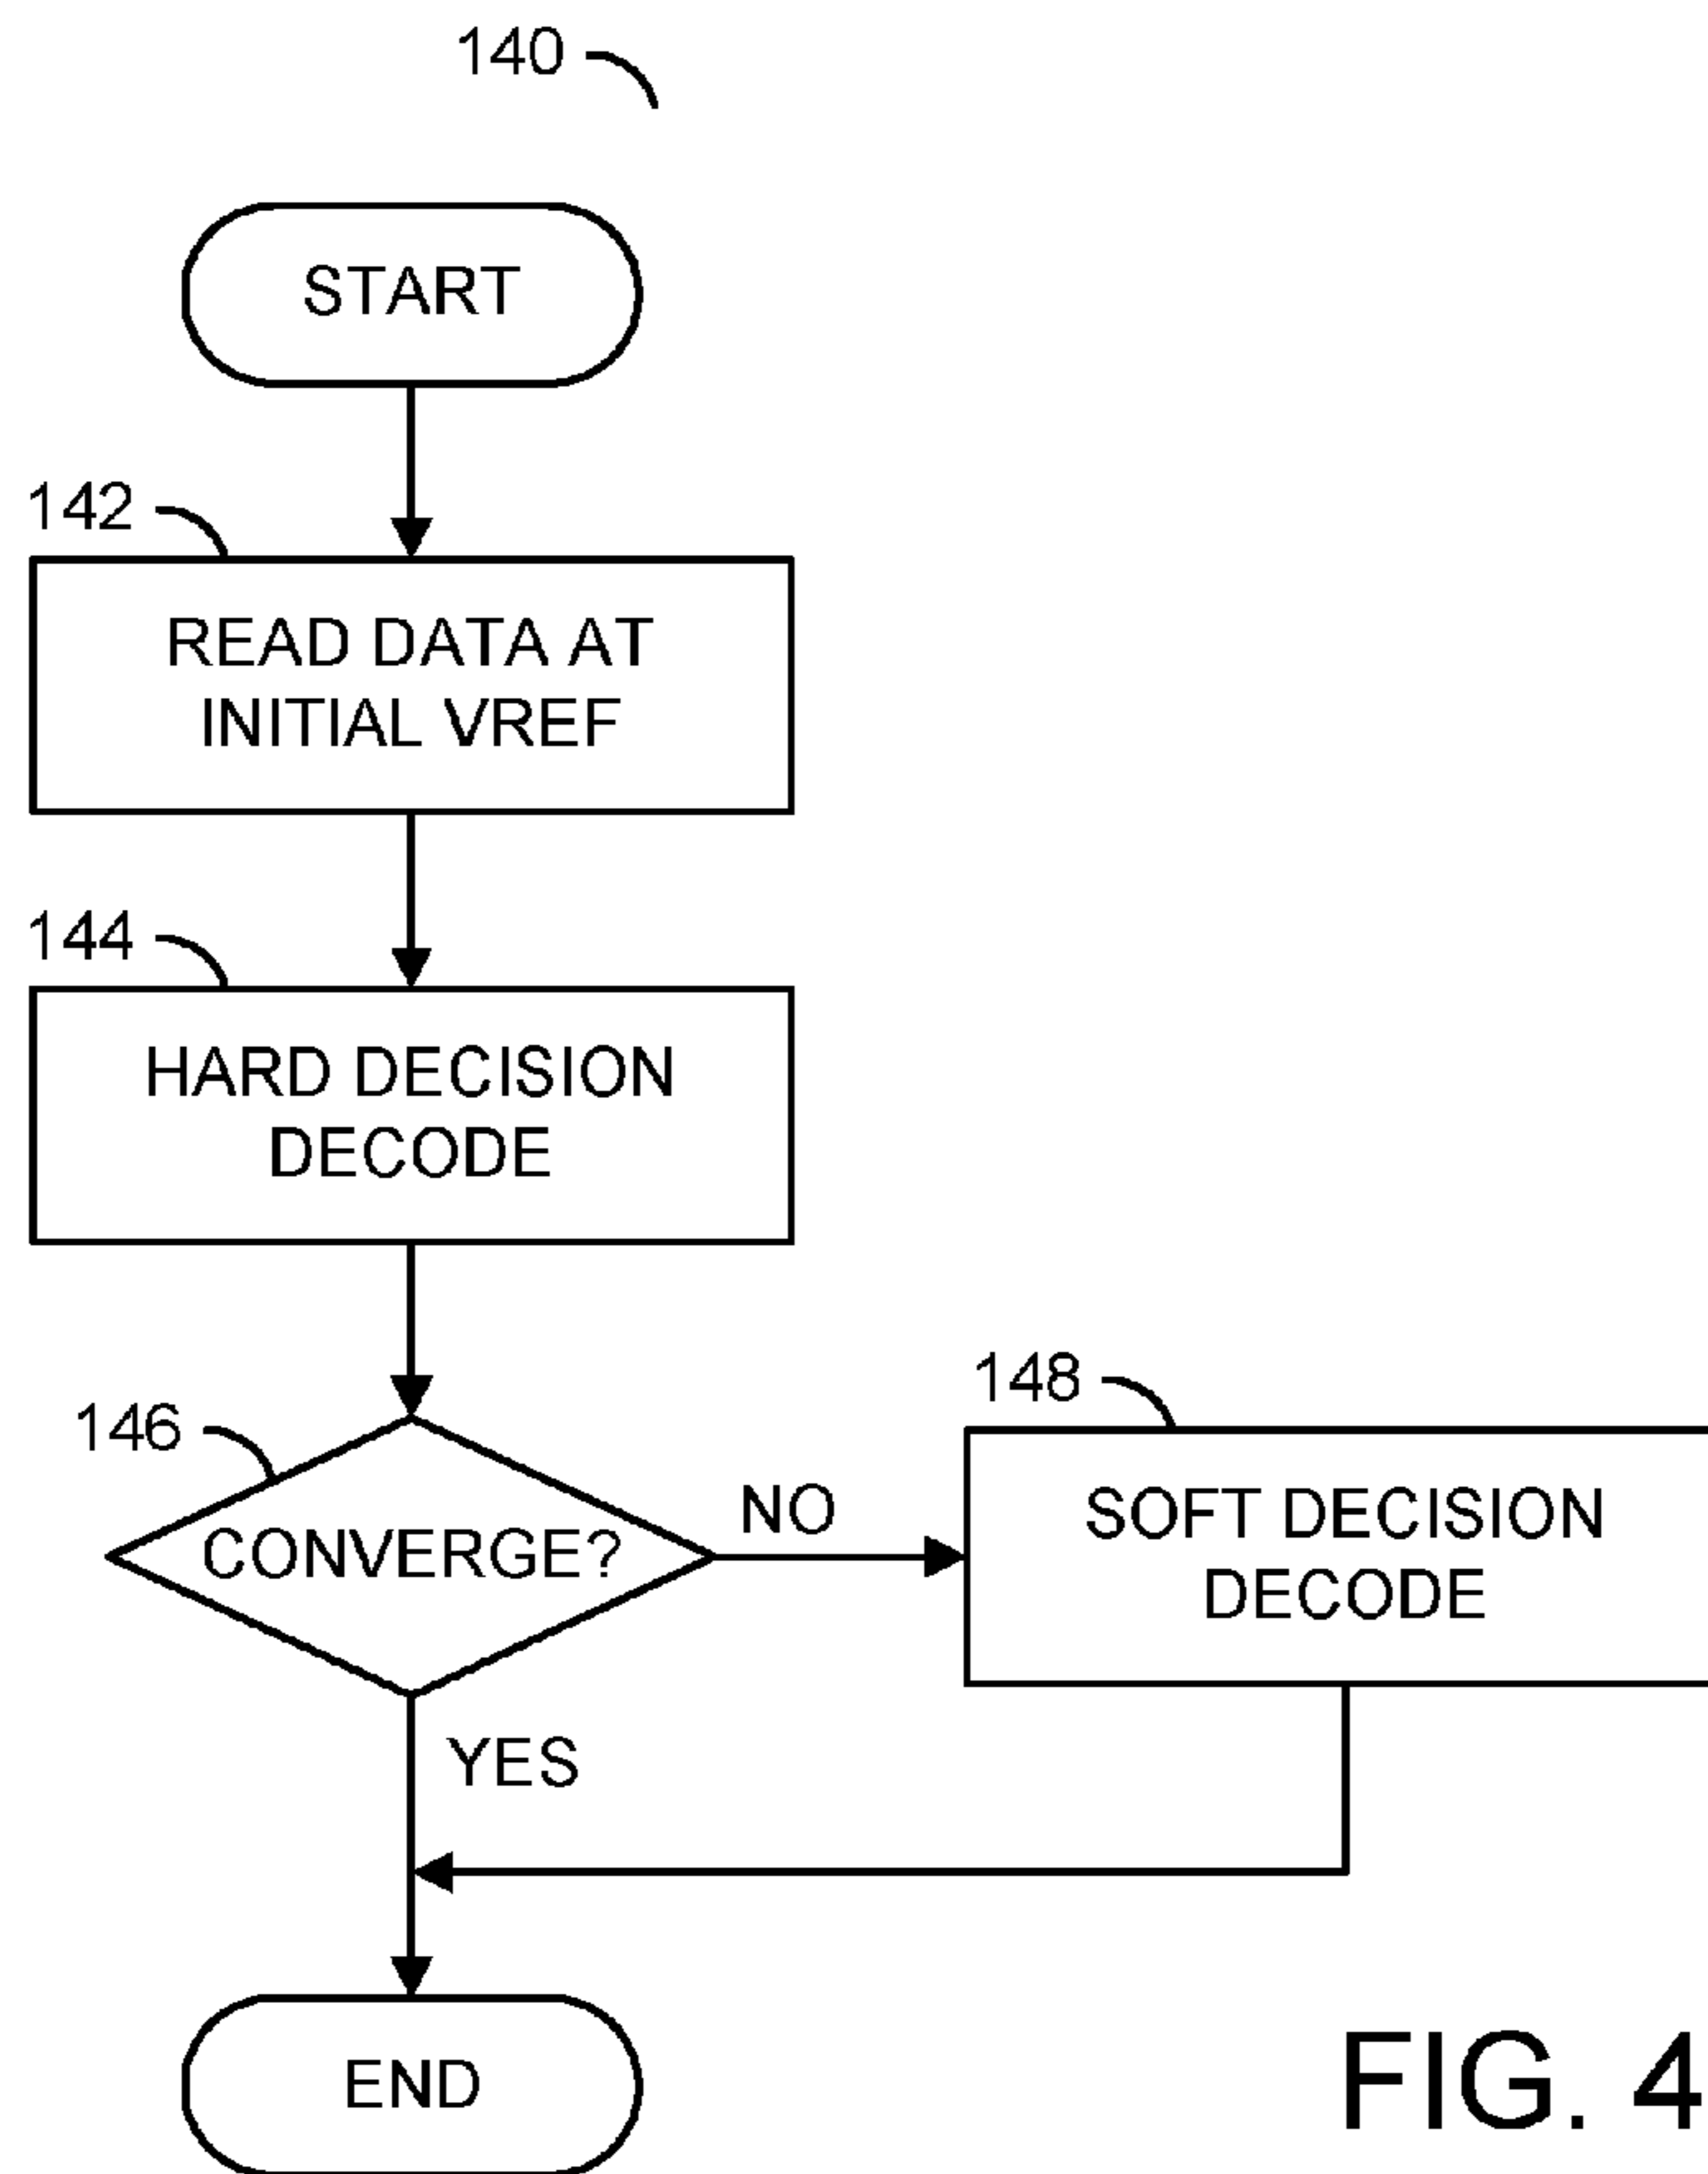 140
START
142
READ DATA AT
INITIAL VREF
144
HARD DECISION
DECODE
146
CONVERGE?
NO
148
SOFT DECISION
DECODE
YES
END
FIG. 4